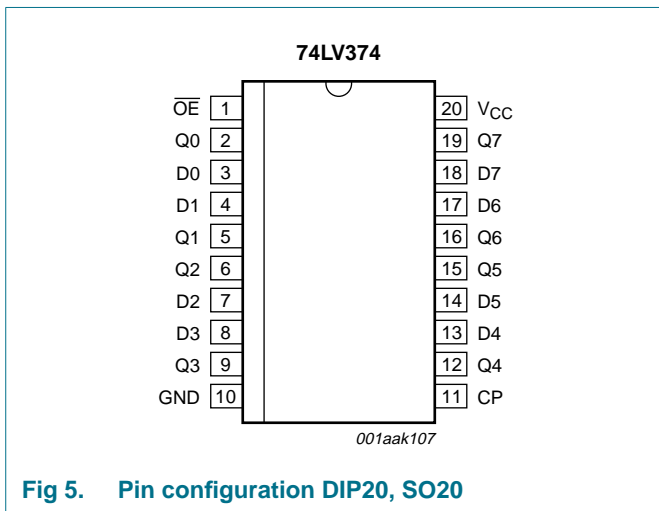 74LV374
OE 1 20 VCC
Q0 2 19 Q7
D0 3 18 D7
D1 4 17 D6
Q1 5 16 Q6
Q2 6 15 Q5
D2 7 14 D5
D3 8 13 D4
Q3 9 12 Q4
GND 10 11 CP
001aak107
Fig 5. Pin configuration DIP20, SO20